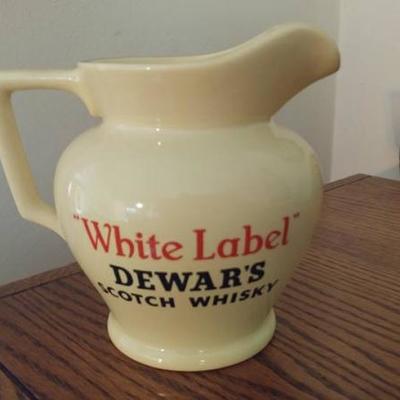 "White Label"
DEWAR'S
SCOTCH WHISKY